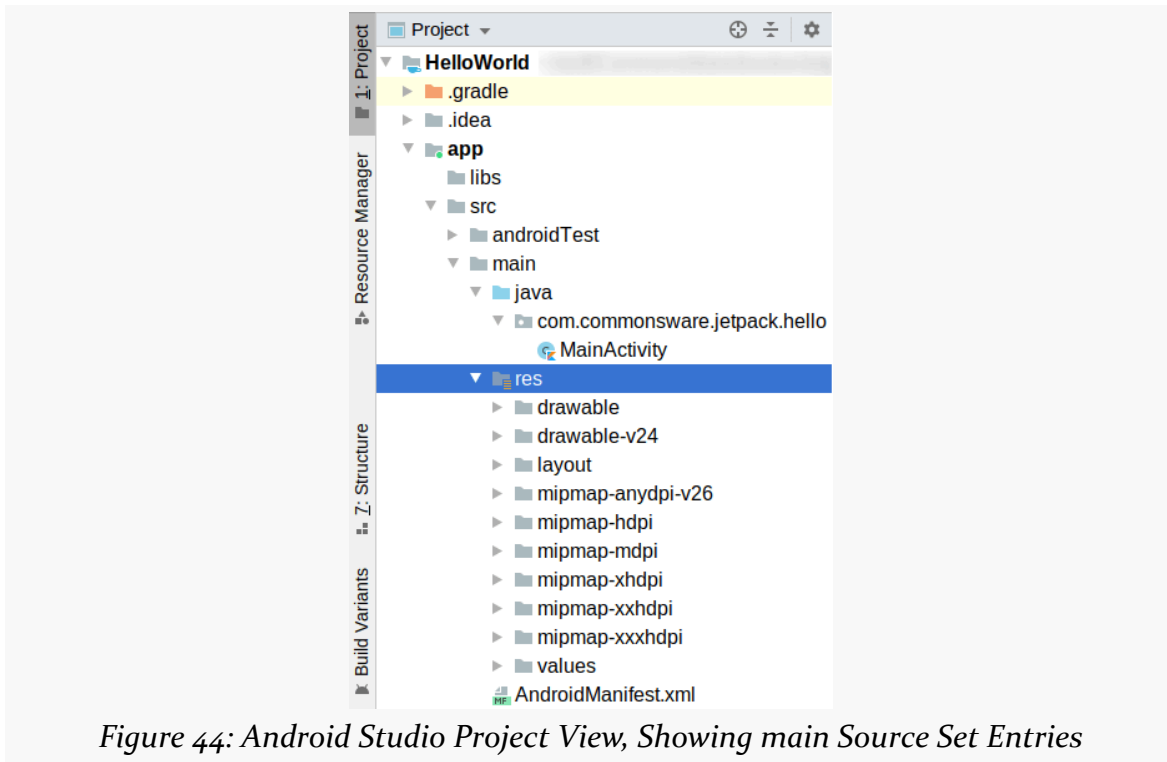 Project
HelloWorld
.gradle
.idea
app
libs
src
androidTest
main
java
com.commonsware.jetpack.hello
MainActivity
res
drawable
drawable-v24
layout
mipmap-anydpi-v26
mipmap-hdpi
mipmap-mdpi
mipmap-xhdpi
mipmap-xxhdpi
mipmap-xxxhdpi
values
MF AndroidManifest.xml
1: Project
Resource Manager
7: Structure
Build Variants
Figure 44: Android Studio Project View, Showing main Source Set Entries